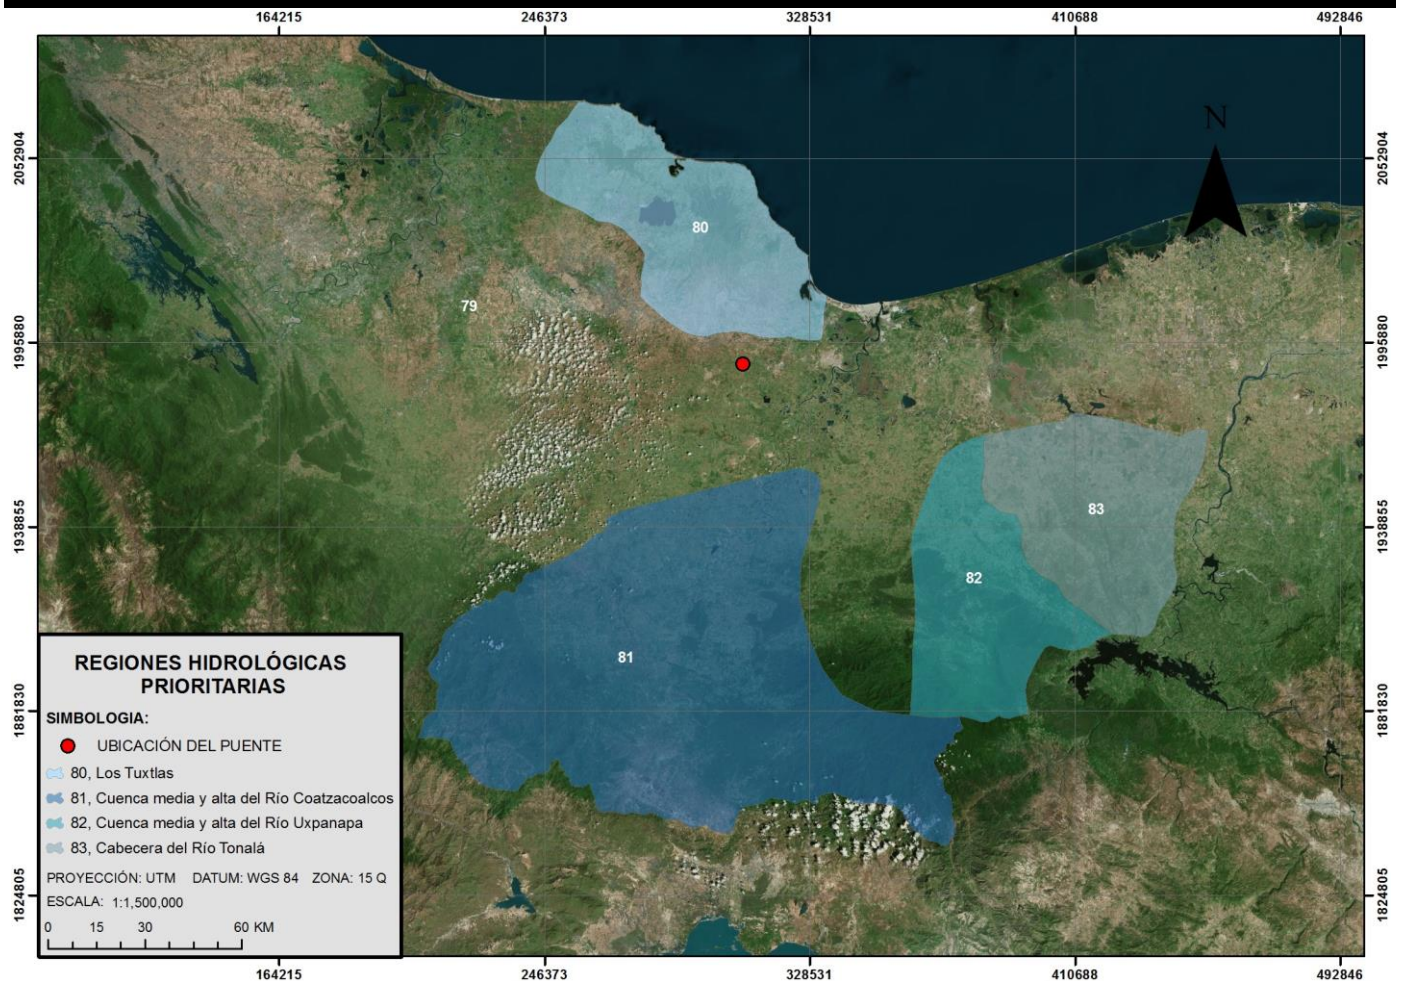 164215 246373 328531 410688 492846
2052904 2052904
N
80
79
1995880 1995880
83
1938855 1938855
82
81
REGIONES HIDROLÓGICAS
PRIORITARIAS
SIMBOLOGIA:
UBICACIÓN DEL PUENTE
80, Los Tuxtlas
81, Cuenca media y alta del Río Coatzacoalcos
82, Cuenca media y alta del Río Uxpanapa
83, Cabecera del Río Tonalá
PROYECCIÓN: UTM DATUM: WGS 84 ZONA: 15 Q
ESCALA: 1:1,500,000
0 15 30 60 KM
1881830 1881830
1824805 1824805
164215 246373 328531 410688 492846